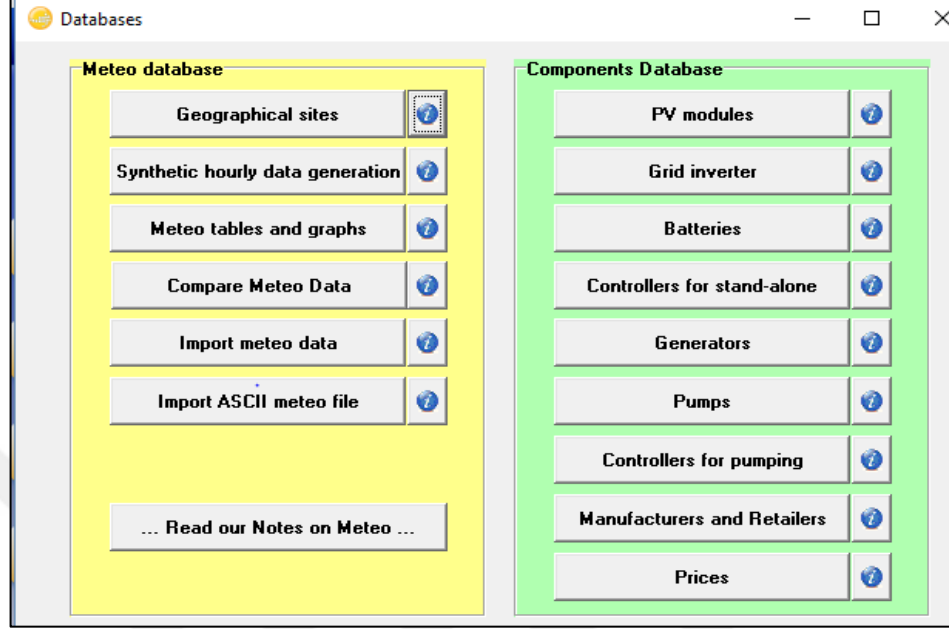 Databases
Meteo database
Geographical sites
Synthetic hourly data generation
Meteo tables and graphs
Compare Meteo Data
Import meteo data
Import ASCII meteo file
... Read our Notes on Meteo ...
Components Database
PV modules
Grid inverter
Batteries
Controllers for stand-alone
Generators
Pumps
Controllers for pumping
Manufacturers and Retailers
Prices